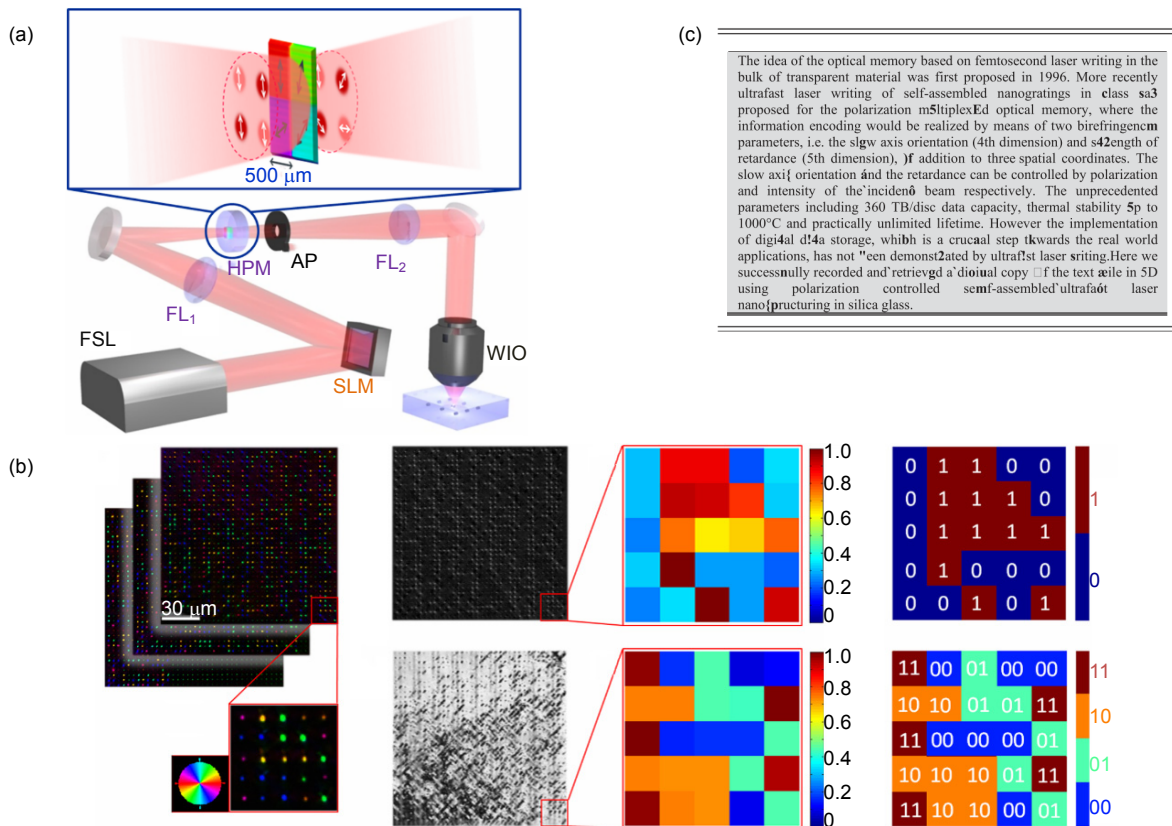 (a)
500 μm
HPM
AP
FL2
FL1
FSL
SLM
WIO
(c)
The idea of the optical memory based on femtosecond laser writing in the
bulk of transparent material was first proposed in 1996. More recently
ultrafast laser writing of self-assembled nanogratings in class sa3
proposed for the polarization m5ltiplexEd optical memory, where the
information encoding would be realized by means of two birefringencm
parameters, i.e. the slgw axis orientation (4th dimension) and s42ength of
retardance (5th dimension), )f addition to three spatial coordinates. The
slow axi{ orientation ánd the retardance can be controlled by polarization
and intensity of the`incidenô beam respectively. The unprecedented
parameters including 360 TB/disc data capacity, thermal stability 5p to
1000°C and practically unlimited lifetime. However the implementation
of digi4al d!4a storage, whibh is a crucaal step tkwards the real world
applications, has not "een demonst2ated by ultraf!st laser sriting.Here we
successnully recorded and`retrievgd a`dioiual copy □f the text æile in 5D
using polarization controlled semf-assembled`ultrafaót laser
nano{pructuring in silica glass.
(b)
30 μm
1.0
0.8
0.6
0.4
0.2
0
0 1 1 0 0
0 1 1 1 0
0 1 1 1 1
0 1 0 0 0
0 0 1 0 1
1
0
1.0
0.8
0.6
0.4
0.2
0
11 00 01 00 00
10 10 01 01 11
11 00 00 00 01
10 10 10 01 11
11 10 10 00 01
11
10
01
00